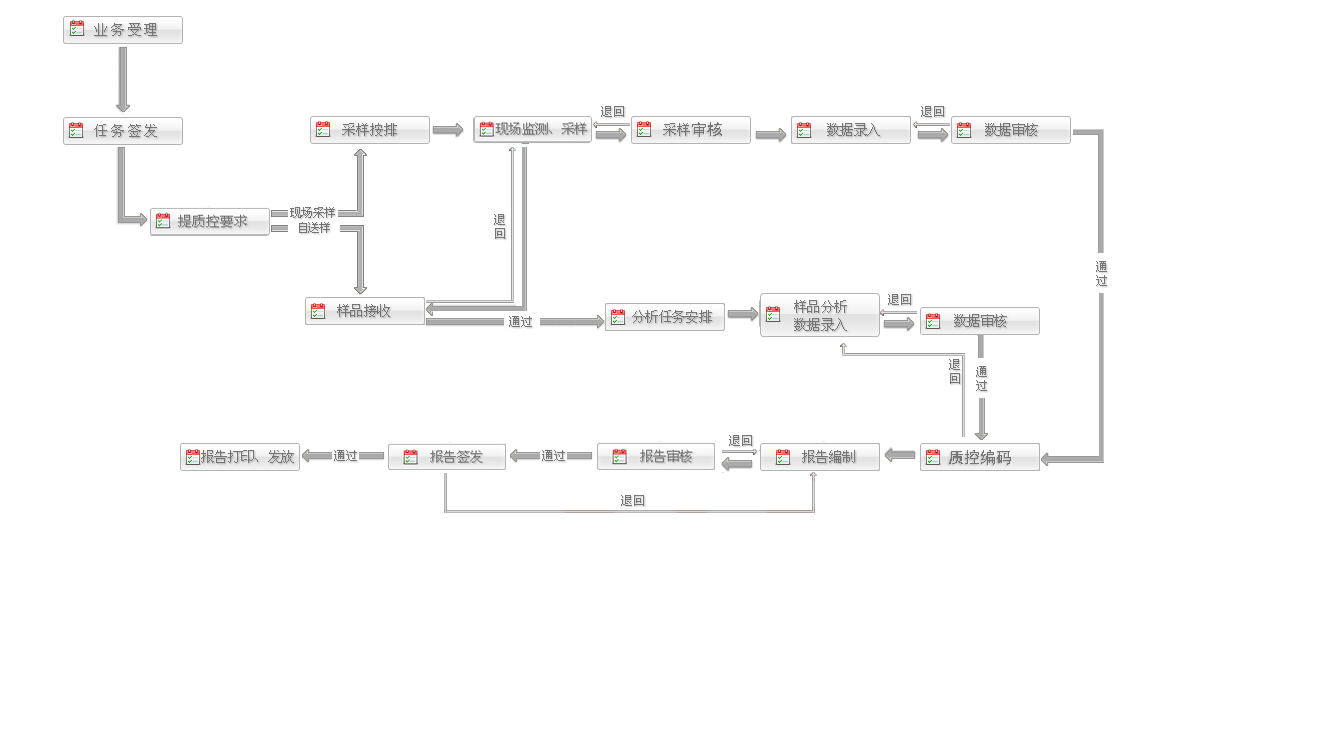 业务受理
任务签发
提质控要求
现场采样
自送样
采样按排
现场监测、采样
退回
采样审核
数据录入
退回
数据审核
退
回
通
过
样品接收
通过
分析任务安排
样品分析
数据录入
退回
数据审核
退
回
通
过
质控编码
报告编制
退回
报告审核
通过
报告签发
通过
报告打印、发放
退回